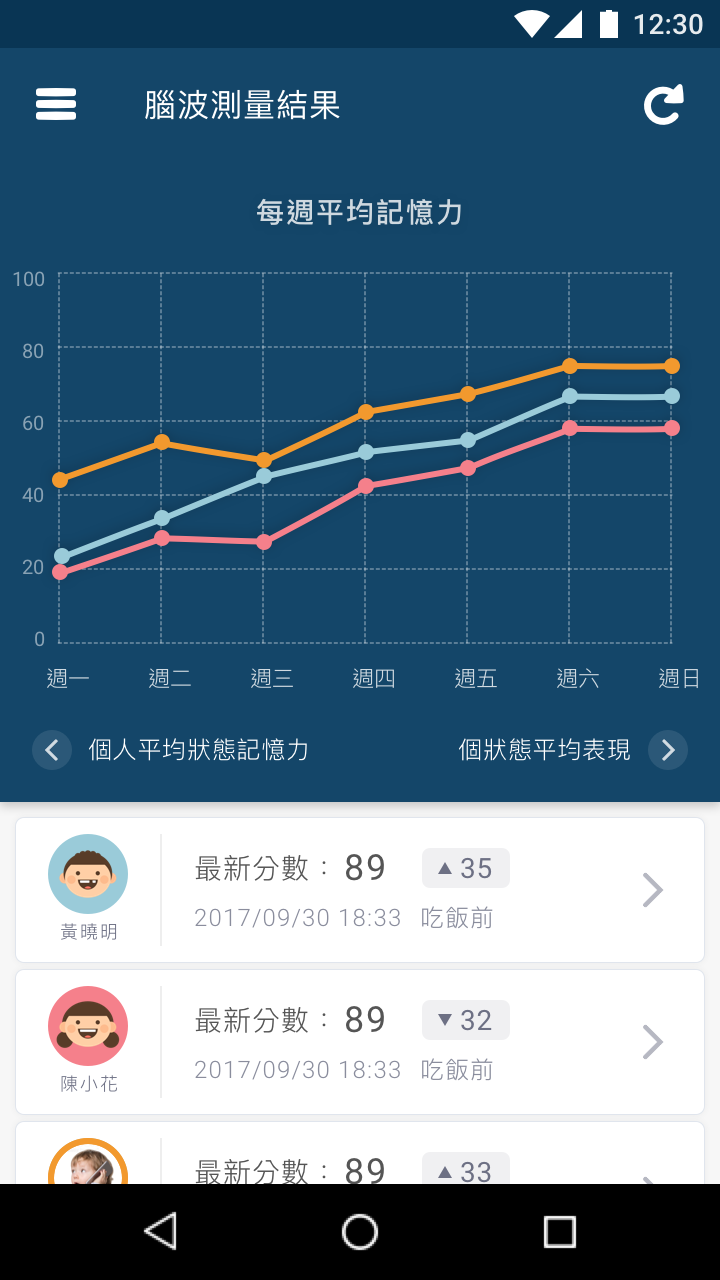 12:30
腦波測量結果
每週平均記憶力
100
80
60
40
20
0
週一 週二 週三 週四 週五 週六 週日
個人平均狀態記憶力 個狀態平均表現
最新分數： 89 ▲35
黃曉明 2017/09/30 18:33 吃飯前
最新分數： 89 ▼32
陳小花 2017/09/30 18:33 吃飯前
最新分數： 89 ▲33